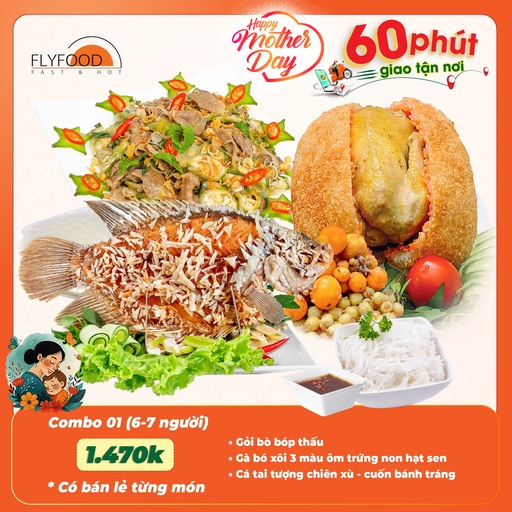 FLYFOOD
FAST & HOT
Happy
Mother
Day
60 phút
giao tận nơi
Combo 01 (6-7 người)
1.470k
* Có bán lẻ từng món
• Gỏi bò bóp thấu
• Gà bó xôi 3 màu ôm trứng non hạt sen
• Cá tai tượng chiên xù - cuốn bánh tráng